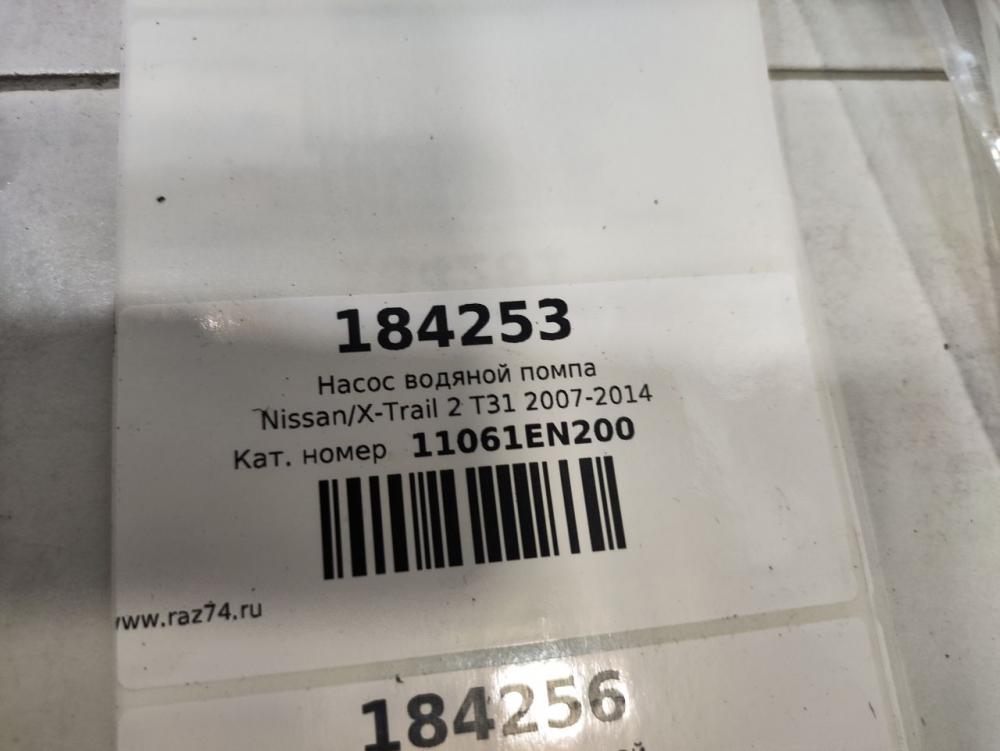 184253
Насос водяной помпа
Nissan/X-Trail 2 T31 2007-2014
Кат. номер 11061EN200
www.raz74.ru
184256